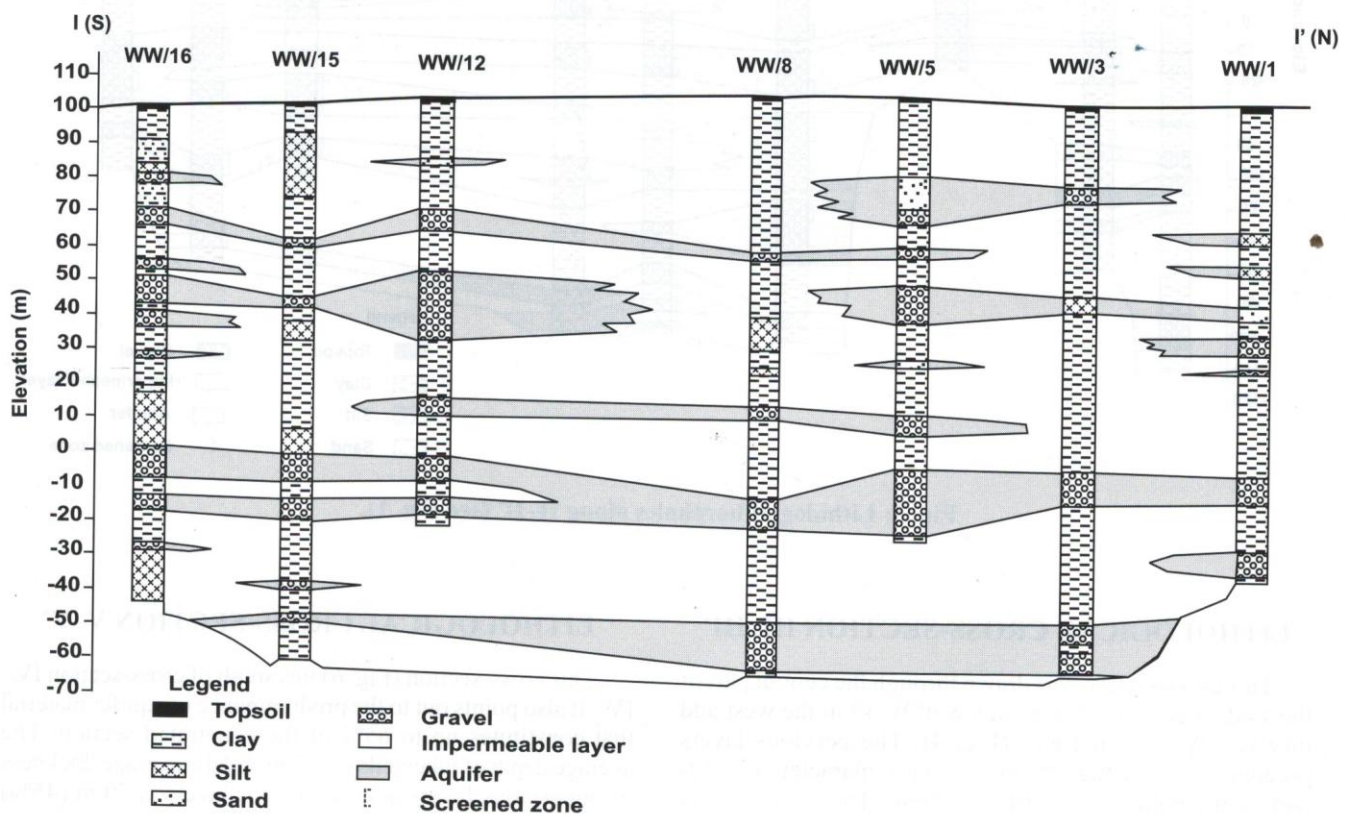 I (S)
I' (N)
WW/16 WW/15 WW/12 WW/8 WW/5 WW/3 WW/1
Elevation (m)
110
100
90
80
70
60
50
40
30
20
10
0
-10
-20
-30
-40
-50
-60
-70
Legend
Topsoil
Clay
Silt
Sand
Gravel
Impermeable layer
Aquifer
Screened zone